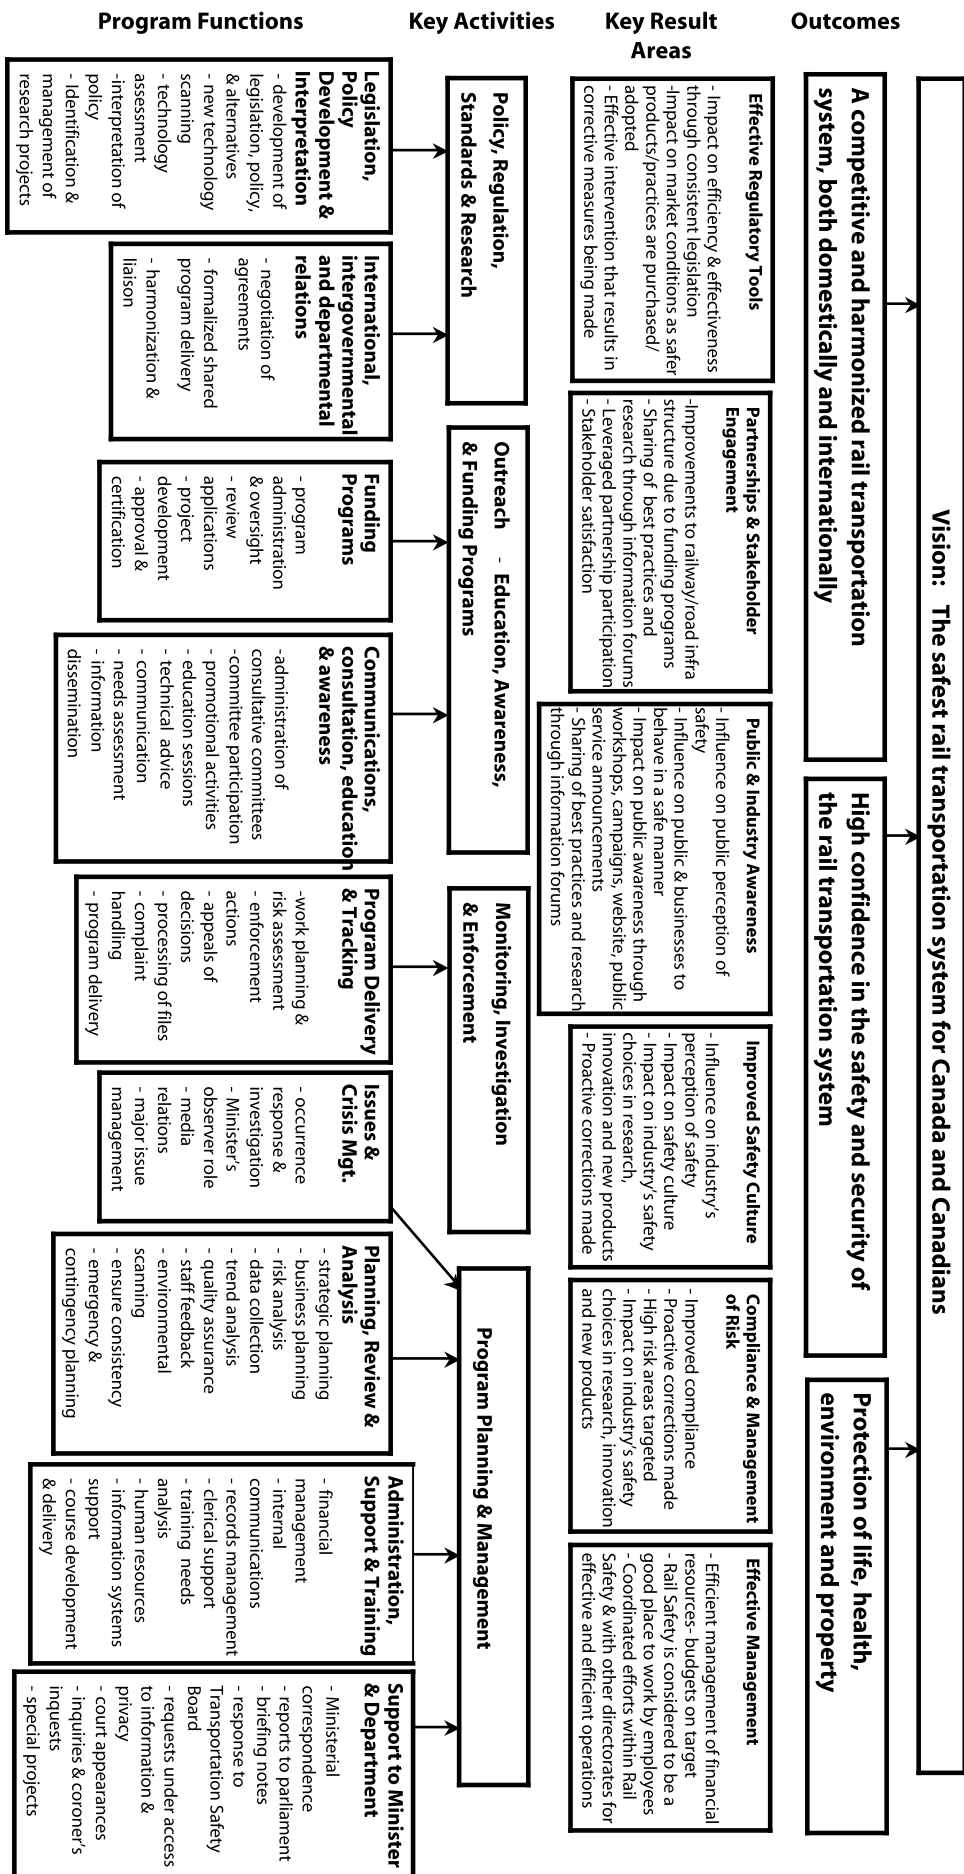 Vision: The safest rail transportation system for Canada and Canadians
Outcomes
A competitive and harmonized rail transportation
system, both domestically and internationally
High confidence in the safety and security of
the rail transportation system
Protection of life, health,
environment and property
Key Result
Areas
Effective Regulatory Tools
- Impact on efficiency & effectiveness
through consistent legislation
-Impact on market conditions as safer
products/practices are purchased/
adopted
- Effective intervention that results in
corrective measures being made
Partnerships & Stakeholder
Engagement
-Improvements to railway/road infra
structure due to funding programs
- Sharing of best practices and
research through information forums
- Leveraged partnership participation
- Stakeholder satisfaction
Public & Industry Awareness
- Influence on public perception of
safety
- Influence on public & businesses to
behave in a safe manner
- Impact on public awareness through
workshops, campaigns, website, public
service announcements
- Sharing of best practices and research
through information forums
Improved Safety Culture
- Influence on industry's
perception of safety
- Impact on safety culture
- Impact on industry's safety
choices in research,
innovation and new products
- Proactive corrections made
Compliance & Management
of Risk
- Improved compliance
- Proactive corrections made
- High risk areas targeted
- Impact on industry's safety
choices in research, innovation
and new products
Effective Management
- Efficient management of financial
resources- budgets on target
- Rail Safety is considered to be a
good place to work by employees
- Coordinated efforts within Rail
Safety & with other directorates for
effective and efficient operations
Key Activities
Policy, Regulation,
Standards & Research
Outreach - Education, Awareness,
& Funding Programs
Monitoring, Investigation
& Enforcement
Program Planning & Management
Program Functions
Legislation,
Policy
Development &
Interpretation
- development of
legislation, policy,
& alternatives
- new technology
scanning
- technology
assessment
-interpretation of
policy
- Identification &
management of
research projects
International,
intergovernmental
and departmental
relations
- negotiation of
agreements
- formalized shared
program delivery
- harmonization &
liaison
Funding
Programs
- program
administration
& oversight
- review
applications
- project
development
- approval &
certification
Communications,
consultation, education
& awareness
-administration of
consultative committees
-committee participation
- promotional activities
- education sessions
- technical advice
- communication
- needs assessment
- information
dissemination
Program Delivery
& Tracking
-work planning &
risk assessment
- enforcement
actions
- appeals of
decisions
- processing of files
- complaint
handling
- program delivery
Issues &
Crisis Mgt.
- occurrence
response &
investigation
- Minister's
observer role
- media
relations
- major issue
management
Planning, Review &
Analysis
- strategic planning
- business planning
- risk analysis
- data collection
- trend analysis
- quality assurance
- staff feedback
- environmental
scanning
- ensure consistency
- emergency &
contingency planning
Administration,
Support & Training
- financial
management
- internal
communications
- records management
- clerical support
- training needs
analysis
- human resources
- information systems
support
- course development
& delivery
Support to Minister
& Department
- Ministerial
correspondence
- reports to parliament
- briefing notes
- response to
Transportation Safety
Board
- requests under access
to information &
privacy
- court appearances
- inquiries & coroner's
inquests
- special projects